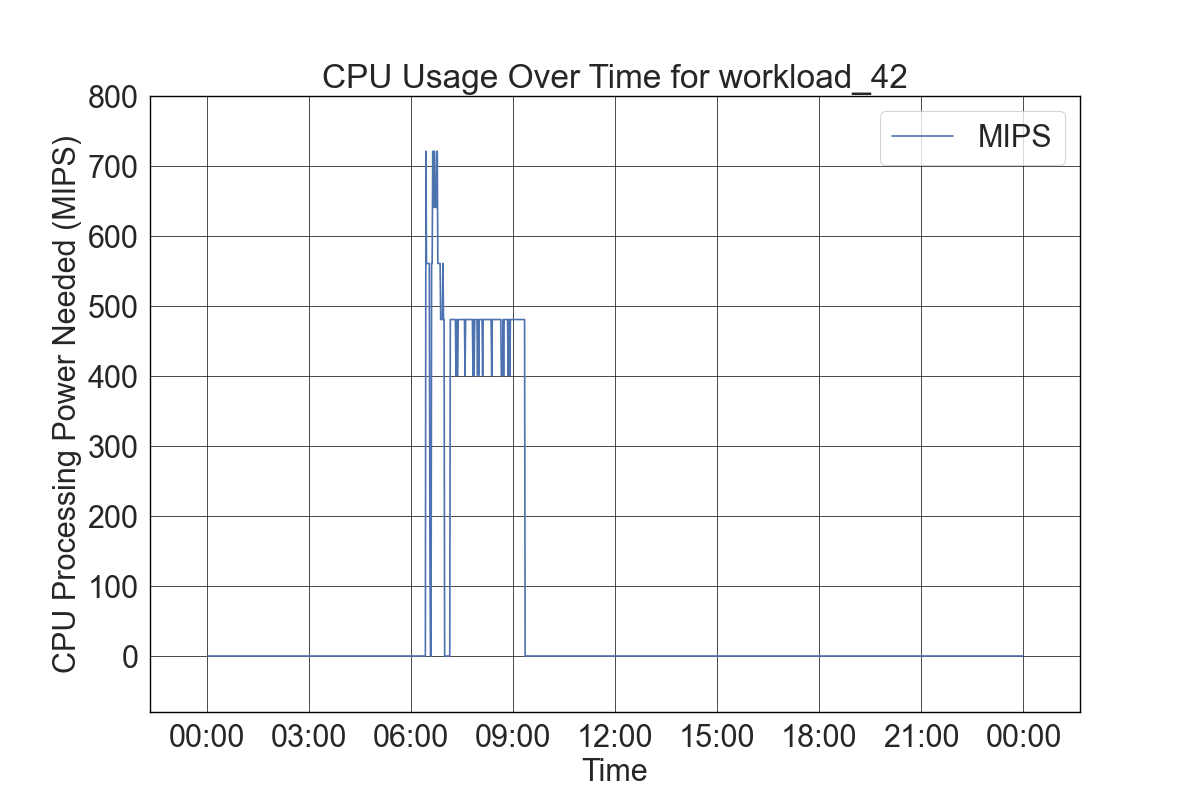 CPU Usage Over Time for workload_42
MIPS
CPU Processing Power Needed (MIPS)
800
700
600
500
400
300
200
100
0
00:00 03:00 06:00 09:00 12:00 15:00 18:00 21:00 00:00
Time